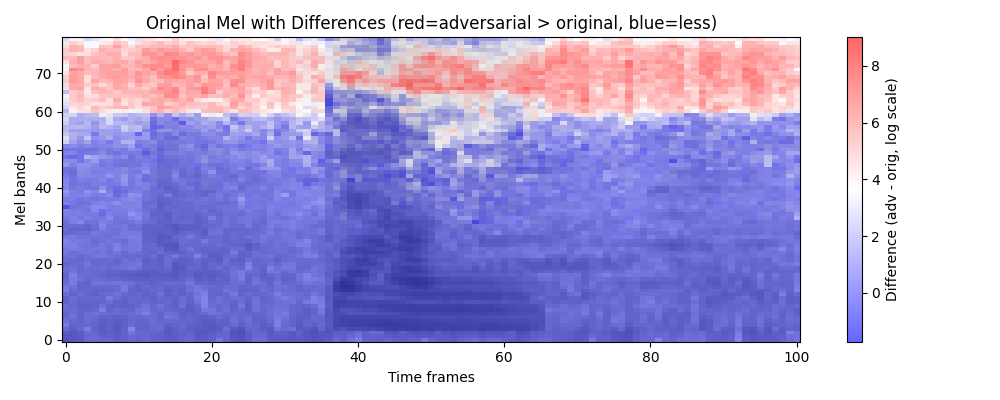 Original Mel with Differences (red=adversarial > original, blue=less)
Mel bands
70
60
50
40
30
20
10
0
0 20 40 60 80 100
Time frames
8
6
4
2
0
Difference (adv - orig, log scale)